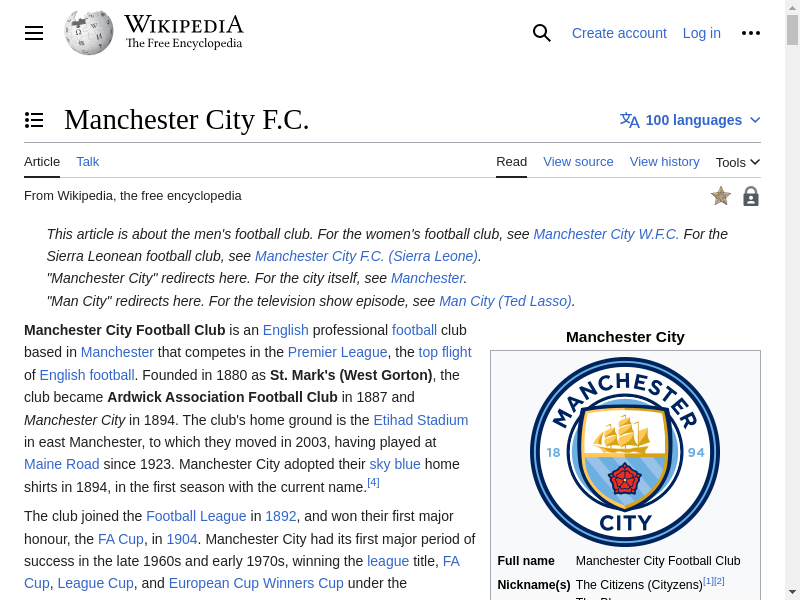 WIKIPEDIA
The Free Encyclopedia
Create account
Log in
Manchester City F.C.
100 languages
Article
Talk
Read
View source
View history
Tools
From Wikipedia, the free encyclopedia
This article is about the men's football club. For the women's football club, see Manchester City W.F.C. For the
Sierra Leonean football club, see Manchester City F.C. (Sierra Leone).
"Manchester City" redirects here. For the city itself, see Manchester.
"Man City" redirects here. For the television show episode, see Man City (Ted Lasso).
Manchester City Football Club is an English professional football club
based in Manchester that competes in the Premier League, the top flight
of English football. Founded in 1880 as St. Mark's (West Gorton), the
club became Ardwick Association Football Club in 1887 and
Manchester City in 1894. The club's home ground is the Etihad Stadium
in east Manchester, to which they moved in 2003, having played at
Maine Road since 1923. Manchester City adopted their sky blue home
shirts in 1894, in the first season with the current name.[4]
The club joined the Football League in 1892, and won their first major
honour, the FA Cup, in 1904. Manchester City had its first major period of
success in the late 1960s and early 1970s, winning the league title, FA
Cup, League Cup, and European Cup Winners Cup under the
Manchester City
MANCHESTER
18 94
CITY
Full name Manchester City Football Club
Nickname(s) The Citizens (Cityzens)[1][2]